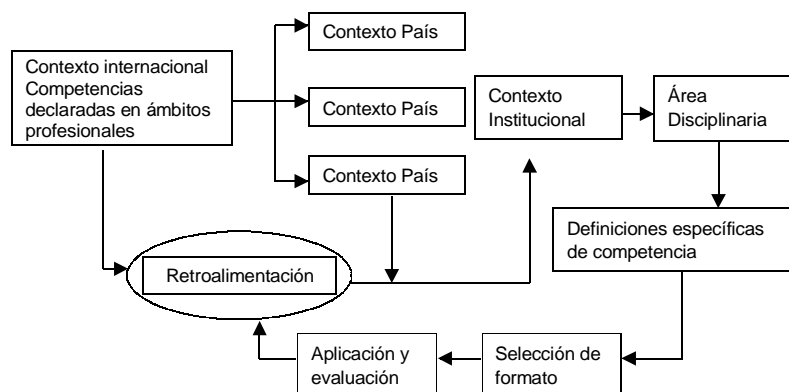 Contexto País
Contexto internacional
Competencias
declaradas en ámbitos
profesionales
Contexto País
Contexto País
Contexto
Institucional
Área
Disciplinaria
Definiciones específicas
de competencia
Retroalimentación
Aplicación y
evaluación
Selección de
formato